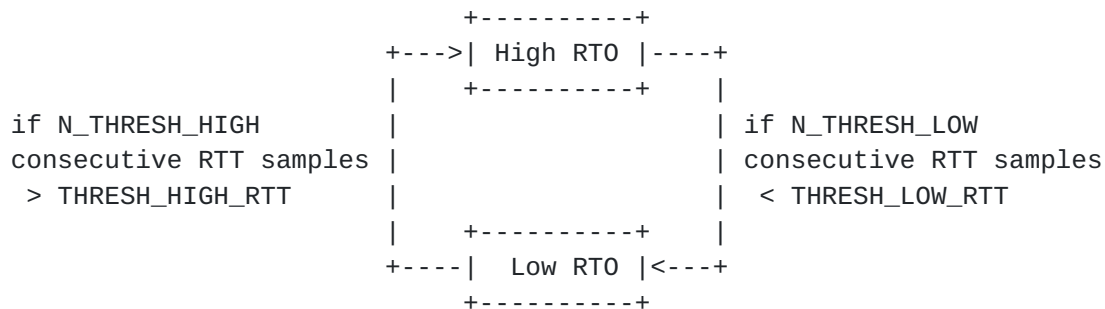 +----------+
+--->| High RTO |----+
|    +----------+    |
if N_THRESH_HIGH        |                    | if N_THRESH_LOW
consecutive RTT samples |                    | consecutive RTT samples
 > THRESH_HIGH_RTT      |                    |  < THRESH_LOW_RTT
|    +----------+    |
+----|  Low RTO |<---+
+----------+